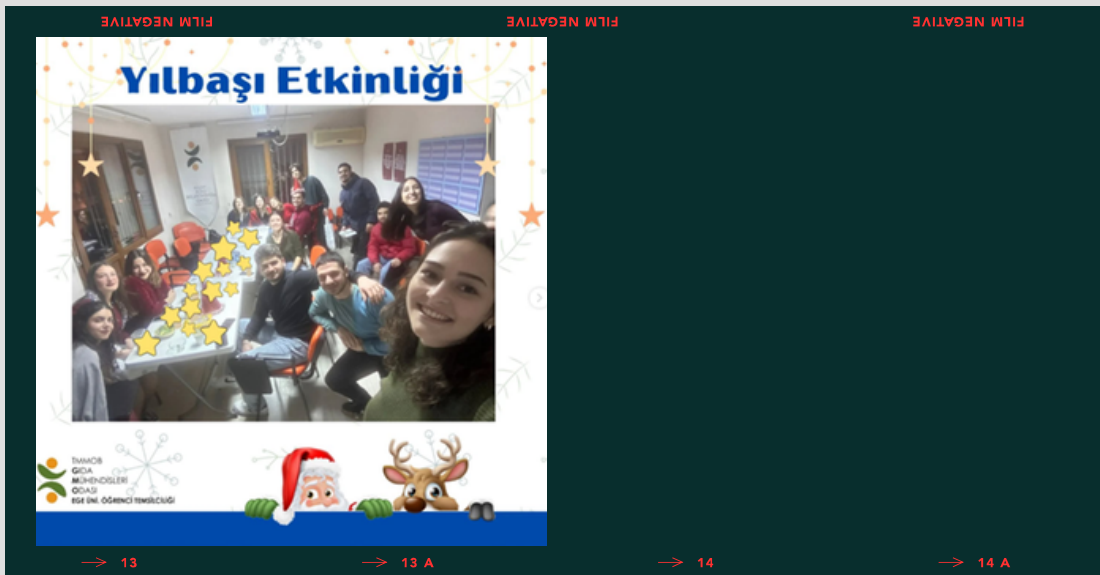 FILM NEGATIVE FILM NEGATIVE FILM NEGATIVE
Yılbaşı Etkinliği
TMMOB
GIDA
MÜHENDİSLERİ
ODASI
EGE ÜNİ. ÖĞRENCİ TEMSİLCİLİĞİ
13 13 A 14 14 A